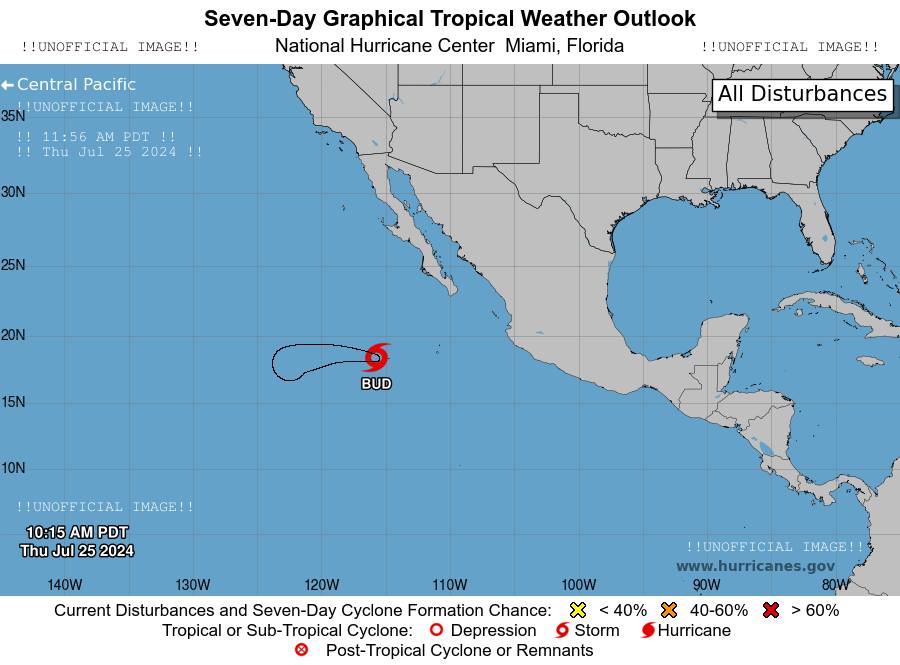 Seven-Day Graphical Tropical Weather Outlook
!!UNOFFICIAL IMAGE!! National Hurricane Center Miami, Florida !!UNOFFICIAL IMAGE!!
Central Pacific
All Disturbances
!!UNOFFICIAL IMAGE!!
35N
!! 11:56 AM PDT !!
!! Thu Jul 25 2024 !!
30N
25N
20N
BUD
15N
10N
!!UNOFFICIAL IMAGE!!
10:15 AM PDT
Thu Jul 25 2024
!!UNOFFICIAL IMAGE!!
www.hurricanes.gov
140W 130W 120W 110W 100W 90W 80W
Current Disturbances and Seven-Day Cyclone Formation Chance: < 40% 40-60% > 60%
Tropical or Sub-Tropical Cyclone: Depression Storm Hurricane
Post-Tropical Cyclone or Remnants